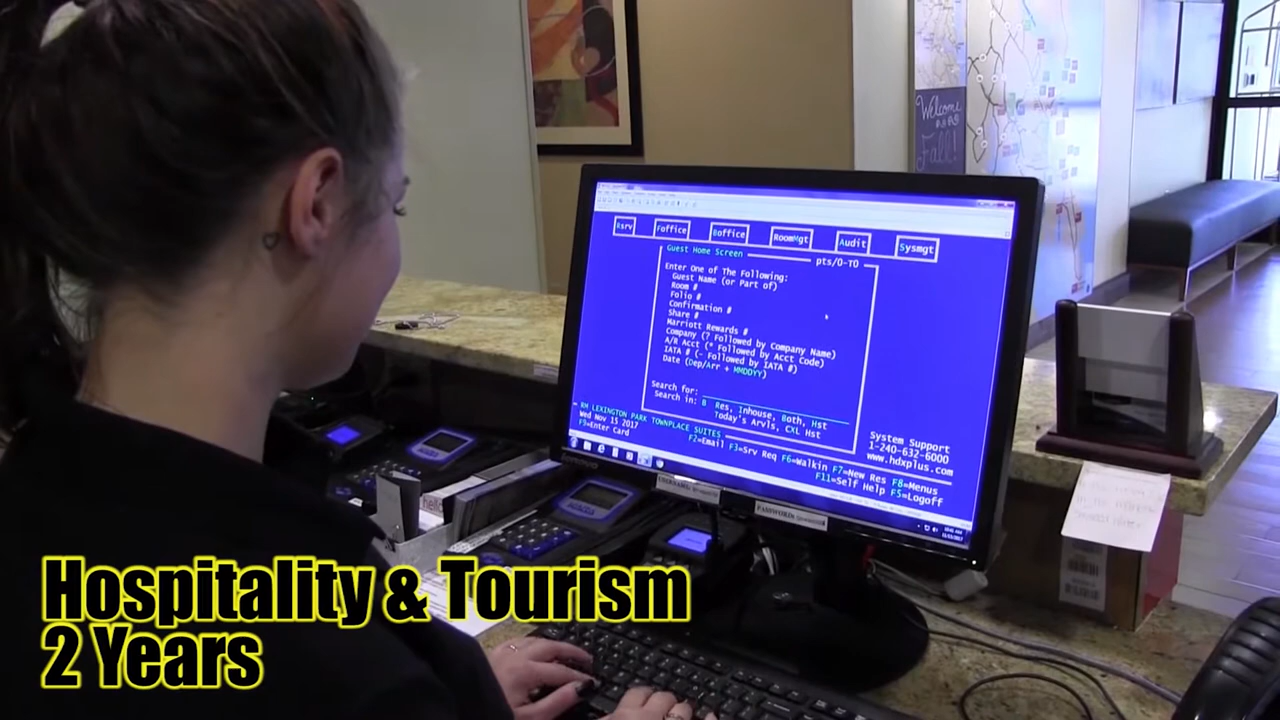 Welcome
Fall!
Rsrv Foffice Boffice RoomMgt Audit Sysmgt
Guest Home Screen pts/0-TO
Enter One of The Following:
Guest Name (or Part of)
Room #
Folio #
Confirmation #
Share #
Marriott Rewards #
Company (? Followed by Company Name)
A/R Acct (* Followed by Acct Code)
IATA # (- Followed by IATA #)
Date (Dep/Arr + MMDDYY)
Search for:
Search in: B Res, Inhouse, Both, Hst
Today's Arvls, CXL Hst
RH LEXINGTON PARK TOWNPLACE SUITES
Wed Nov 15 2017
System Support
1-240-632-6000
www.hdxplus.com
F9=Enter Card F2=Email F3=Srv Req F6=Walkin F7=New Res F8=Menus
F11=Self Help F5=Logoff
hello
Hospitality & Tourism
2 Years